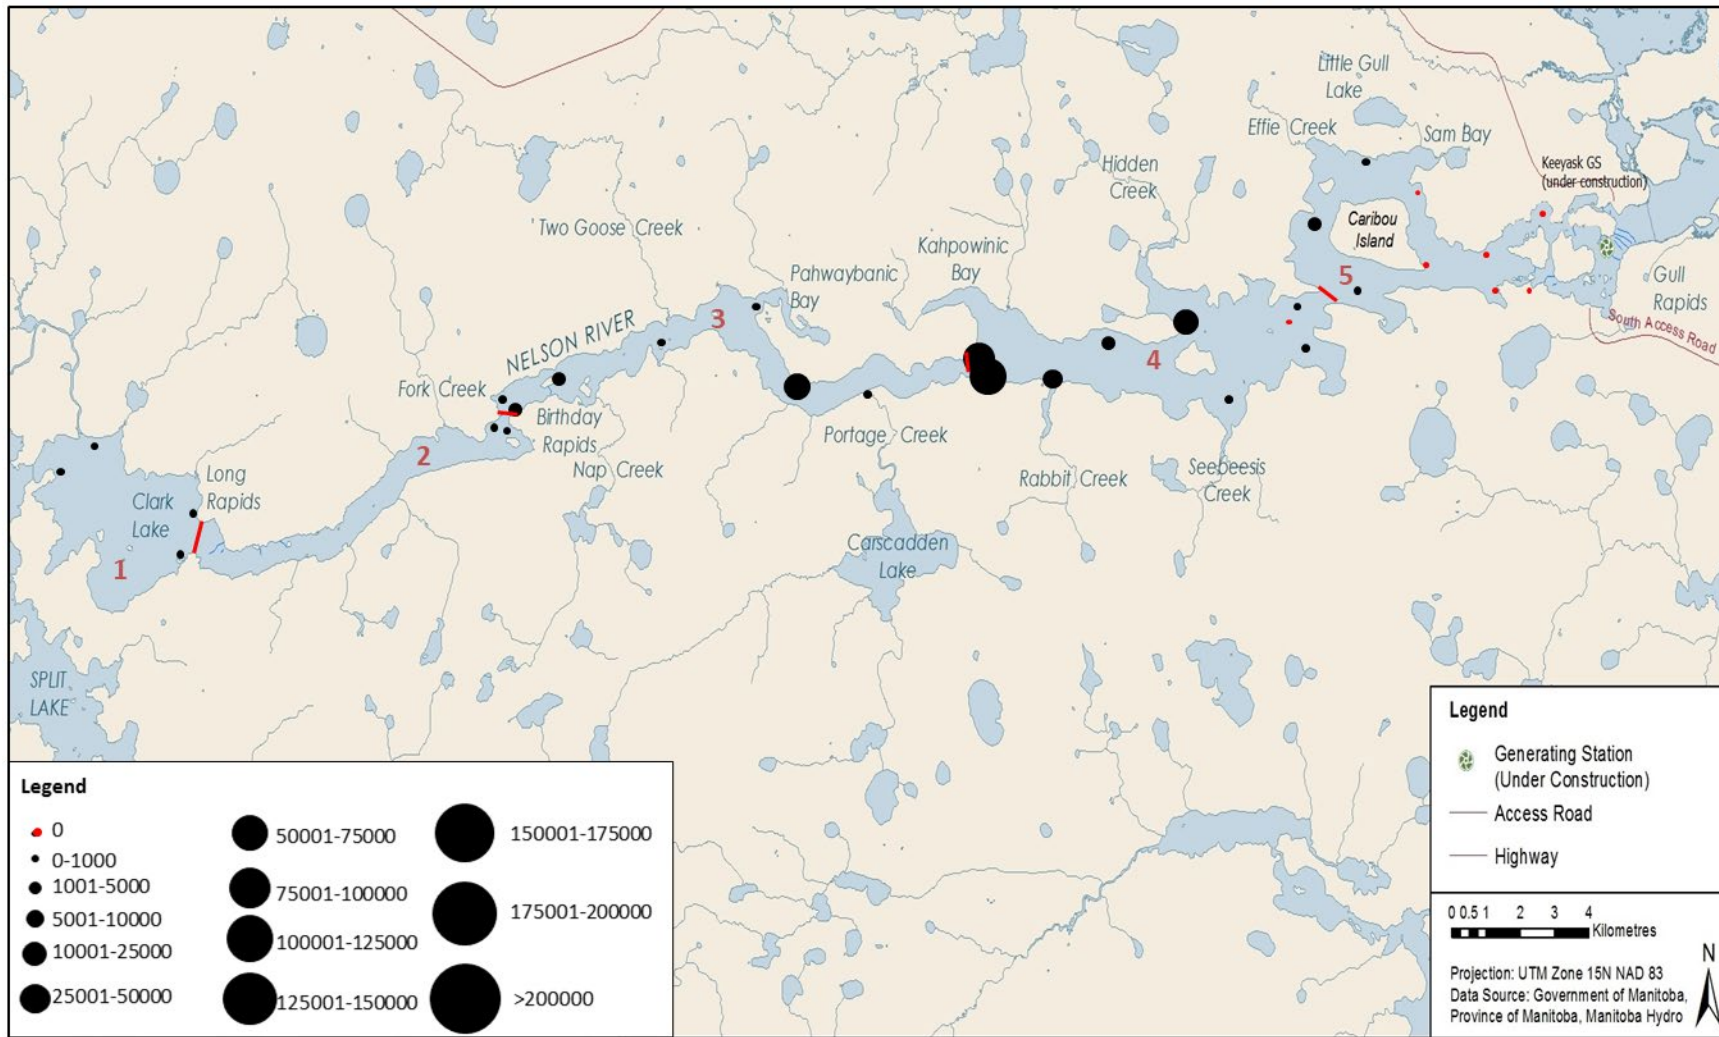 Little Gull
Lake
Effie Creek
Sam Bay
Hidden
Creek
Keeyask GS
(under construction)
Caribou
Island
Two Goose Creek
Kahpowinic
Bay
Pahwaybanic
Bay
5
Gull
Rapids
South Access Road
3
NELSON RIVER
4
Fork Creek
Birthday
Rapids
Portage Creek
2
Nap Creek
Long
Rapids
Rabbit Creek
Seebeesis
Creek
Clark
Lake
1
Carscadden
Lake
SPLIT
LAKE
Legend
0
0-1000
1001-5000
5001-10000
10001-25000
25001-50000
50001-75000
75001-100000
100001-125000
125001-150000
150001-175000
175001-200000
>200000
Legend
Generating Station
(Under Construction)
Access Road
Highway
0 0.5 1 2 3 4
Kilometres
N
Projection: UTM Zone 15N NAD 83
Data Source: Government of Manitoba,
Province of Manitoba, Manitoba Hydro